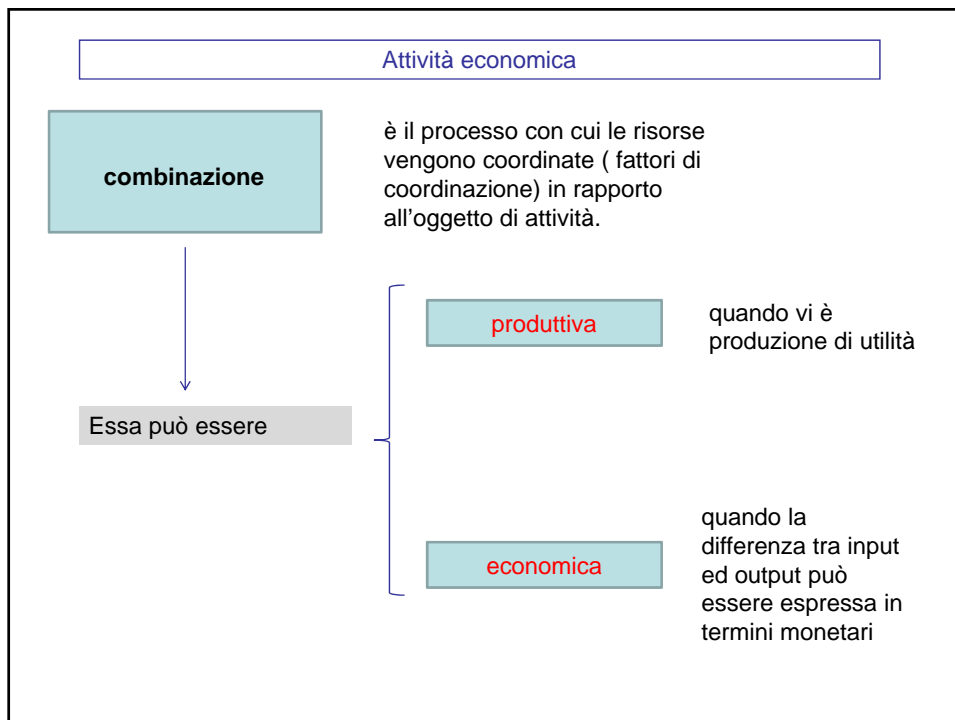 Attività economica
combinazione
è il processo con cui le risorse
vengono coordinate ( fattori di
coordinazione) in rapporto
all’oggetto di attività.
produttiva
quando vi è
produzione di utilità
Essa può essere
economica
quando la
differenza tra input
ed output può
essere espressa in
termini monetari